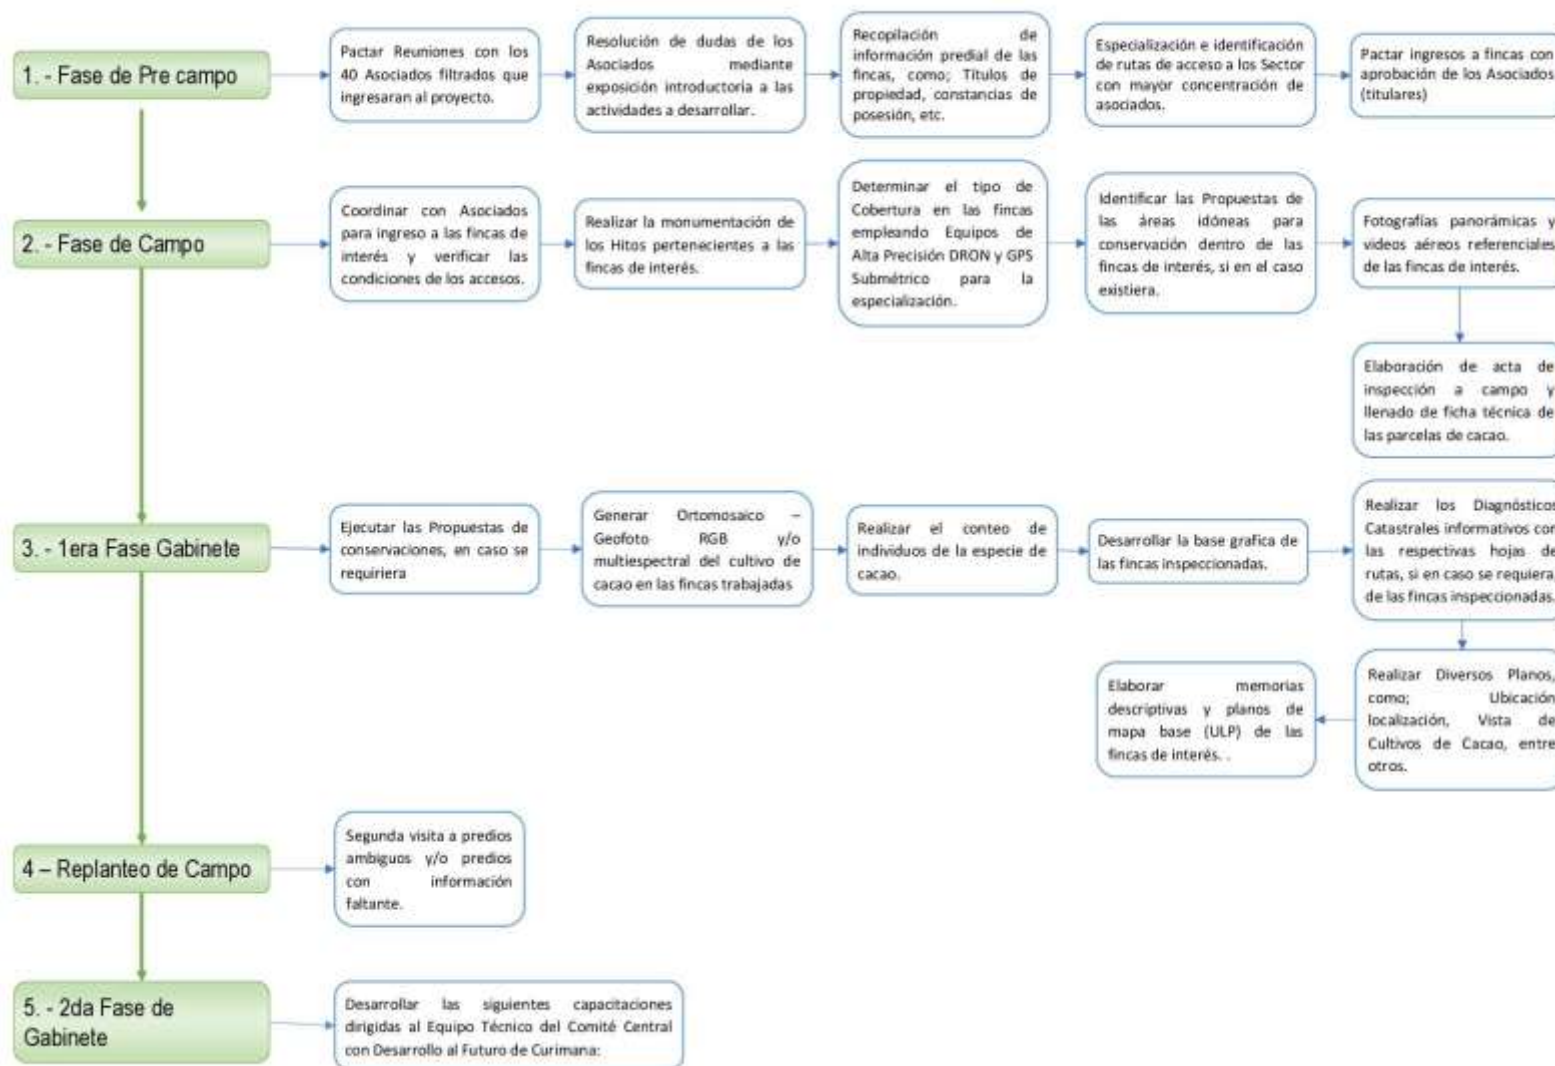 1. - Fase de Pre campo
Pactar Reuniones con los
40 Asociados filtrados que
ingresaran al proyecto.
Resolución de dudas de los
Asociados mediante
exposición introductoria a las
actividades a desarrollar.
Recopilación de
información predial de las
fincas, como; Titulos de
propiedad, constancias de
posesión, etc.
Especialización e identificación
de rutas de acceso a los Sector
con mayor concentración de
asociados.
Pactar ingresos a fincas con
aprobación de los Asociados
(titulares)
2. - Fase de Campo
Coordinar con Asociados
para ingreso a las fincas de
interés y verificar las
condiciones de los accesos.
Realizar la monumentación de
los Hitos pertenecientes a las
fincas de interés.
Determinar el tipo de
Cobertura en las fincas
empleando Equipos de
Alta Precisión DRON y GPS
Submétrico para la
especialización.
Identificar las Propuestas de
las áreas idóneas para
conservación dentro de las
fincas de interés, si en el caso
existiera.
Fotografías panorámicas y
videos aéreos referenciales
de las fincas de interés.
Elaboración de acta de
inspección a campo y
llenado de ficha técnica de
las parcelas de cacao.
3. - 1era Fase Gabinete
Ejecutar las Propuestas de
conservaciones, en caso se
requiriera
Generar Ortomosaico –
Geofoto RGB y/o
multiespectral del cultivo de
cacao en las fincas trabajadas
Realizar el conteo de
individuos de la especie de
cacao.
Desarrollar la base grafica de
las fincas inspeccionadas.
Realizar los Diagnósticos
Catastrales informativos con
las respectivas hojas de
rutas, si en caso se requiera
de las fincas inspeccionadas.
Realizar Diversos Planos,
como; Ubicación
localización, Vista de
Cultivos de Cacao, entre
otros.
Elaborar memorias
descriptivas y planos de
mapa base (ULP) de las
fincas de interés. .
4 – Replanteo de Campo
Segunda visita a predios
ambiguos y/o predios
con información
faltante.
5. - 2da Fase de
Gabinete
Desarrollar las siguientes capacitaciones
dirigidas al Equipo Técnico del Comité Central
con Desarrollo al Futuro de Curimana: